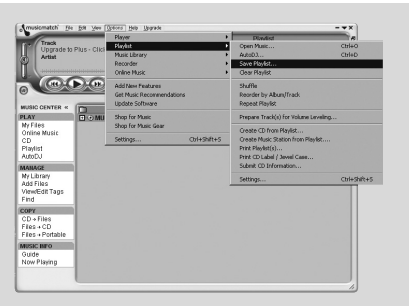 musicmatch File Edit View Options Help Upgrade
Track
Upgrade to Plus - Clic
Artist
Player
Playlist
Music Library
Recorder
Online Music
Add New Features
Get Music Recommendations
Update Software
Shop for Music
Shop for Music Gear
Settings... Ctrl+Shift+S
Playlist
Open Music... Ctrl+O
AutoDJ... Ctrl+D
Save Playlist...
Clear Playlist
Shuffle
Reorder by Album/Track
Repeat Playlist
Prepare Track(s) for Volume Leveling...
Create CD from Playlist...
Create Music Station from Playlist....
Print Playlist(s)...
Print CD Label / Jewel Case...
Submit CD Information...
Settings... Ctrl+Shift+S
MUSIC CENTER «
PLAY
My Files
Online Music
CD
Playlist
AutoDJ
MANAGE
My Library
Add Files
View/Edit Tags
Find
COPY
CD → Files
Files → CD
Files → Portable
MUSIC INFO
Guide
Now Playing